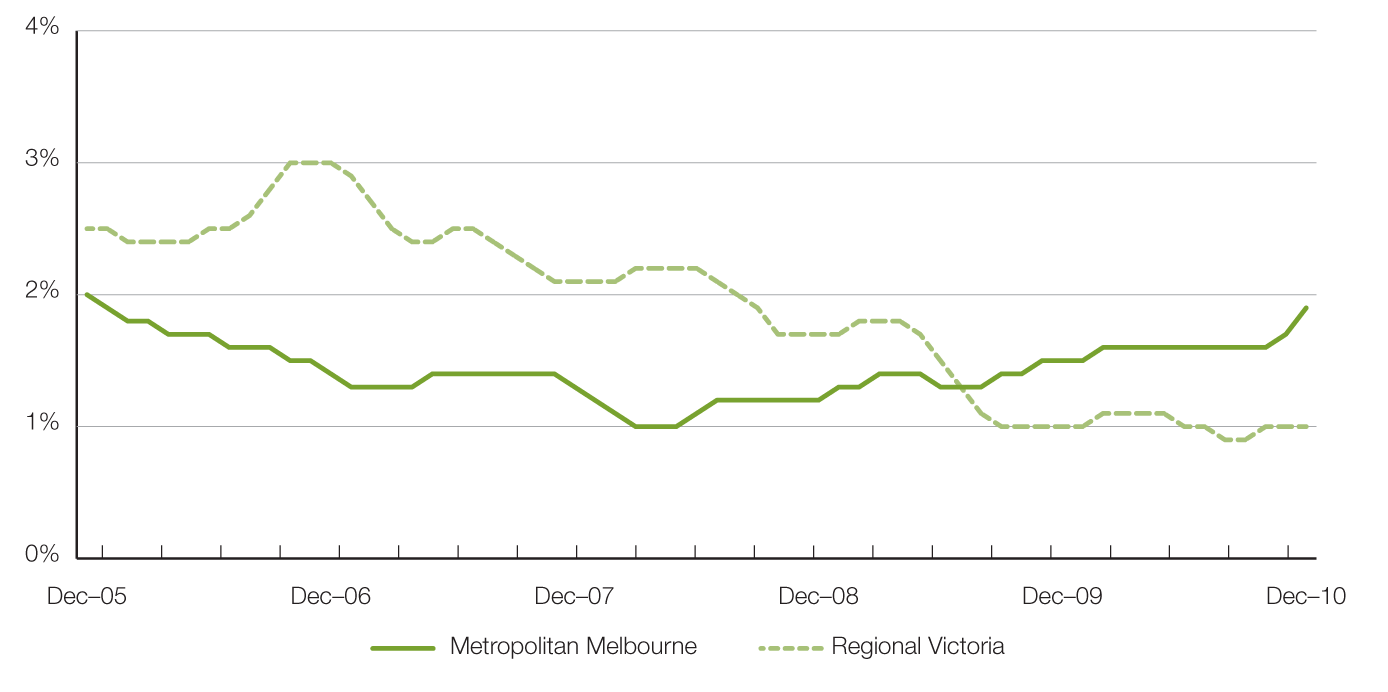 4%
3%
2%
1%
0%
Dec–05 Dec–06 Dec–07 Dec–08 Dec–09 Dec–10
Metropolitan Melbourne Regional Victoria